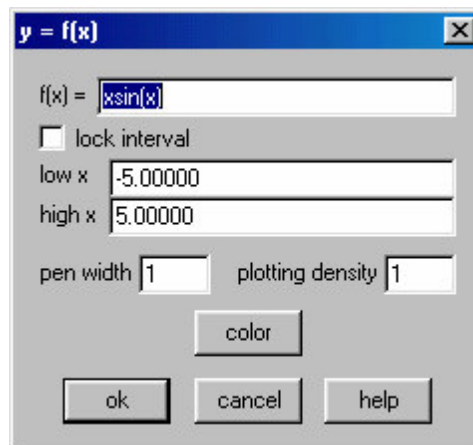 y = f(x)
f(x) = xsin(x)
lock interval
low x -5.00000
high x 5.00000
pen width 1 plotting density 1
color
ok cancel help